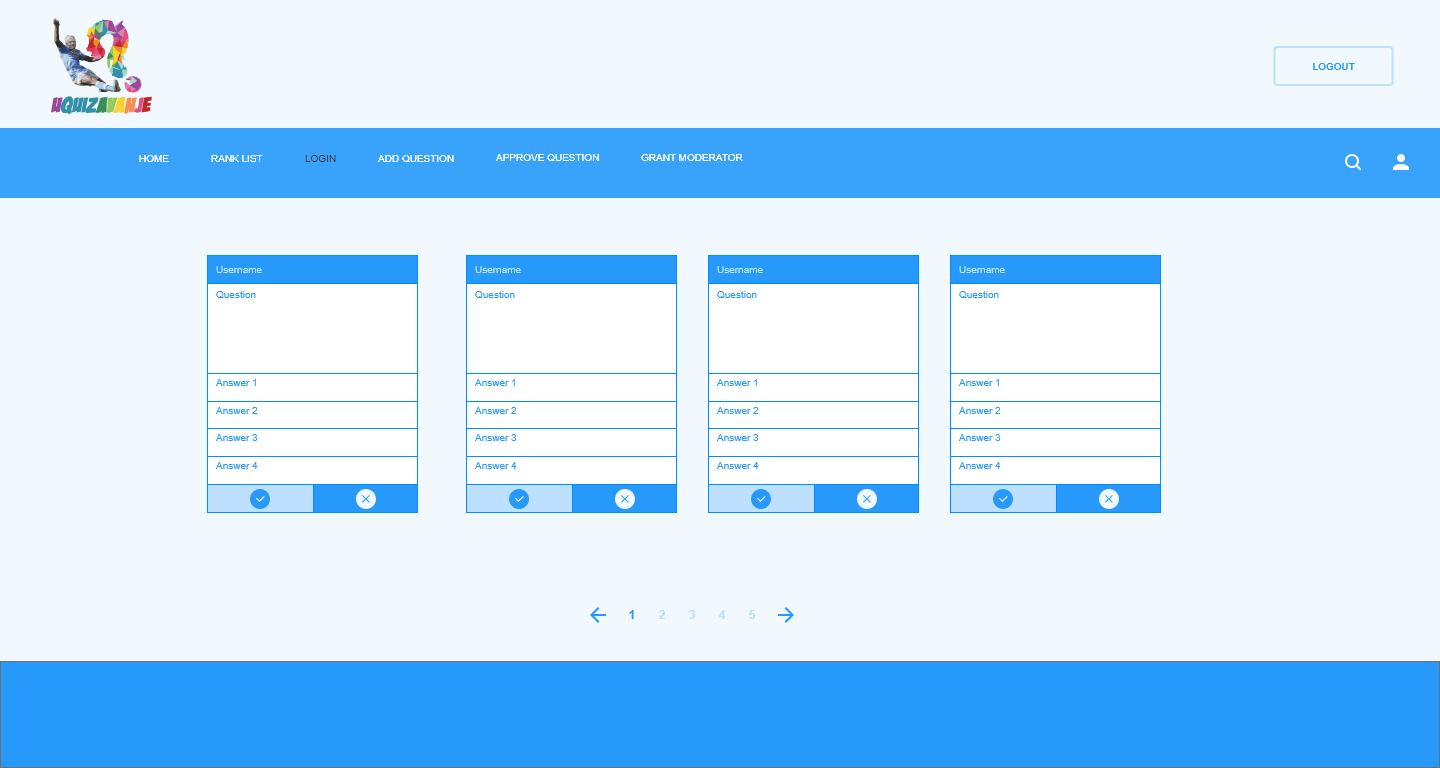 UQUIZAVANJE
LOGOUT
HOME RANK LIST LOGIN ADD QUESTION APPROVE QUESTION GRANT MODERATOR
Username Username Username Username
Question Question Question Question
Answer 1 Answer 1 Answer 1 Answer 1
Answer 2 Answer 2 Answer 2 Answer 2
Answer 3 Answer 3 Answer 3 Answer 3
Answer 4 Answer 4 Answer 4 Answer 4
1 2 3 4 5